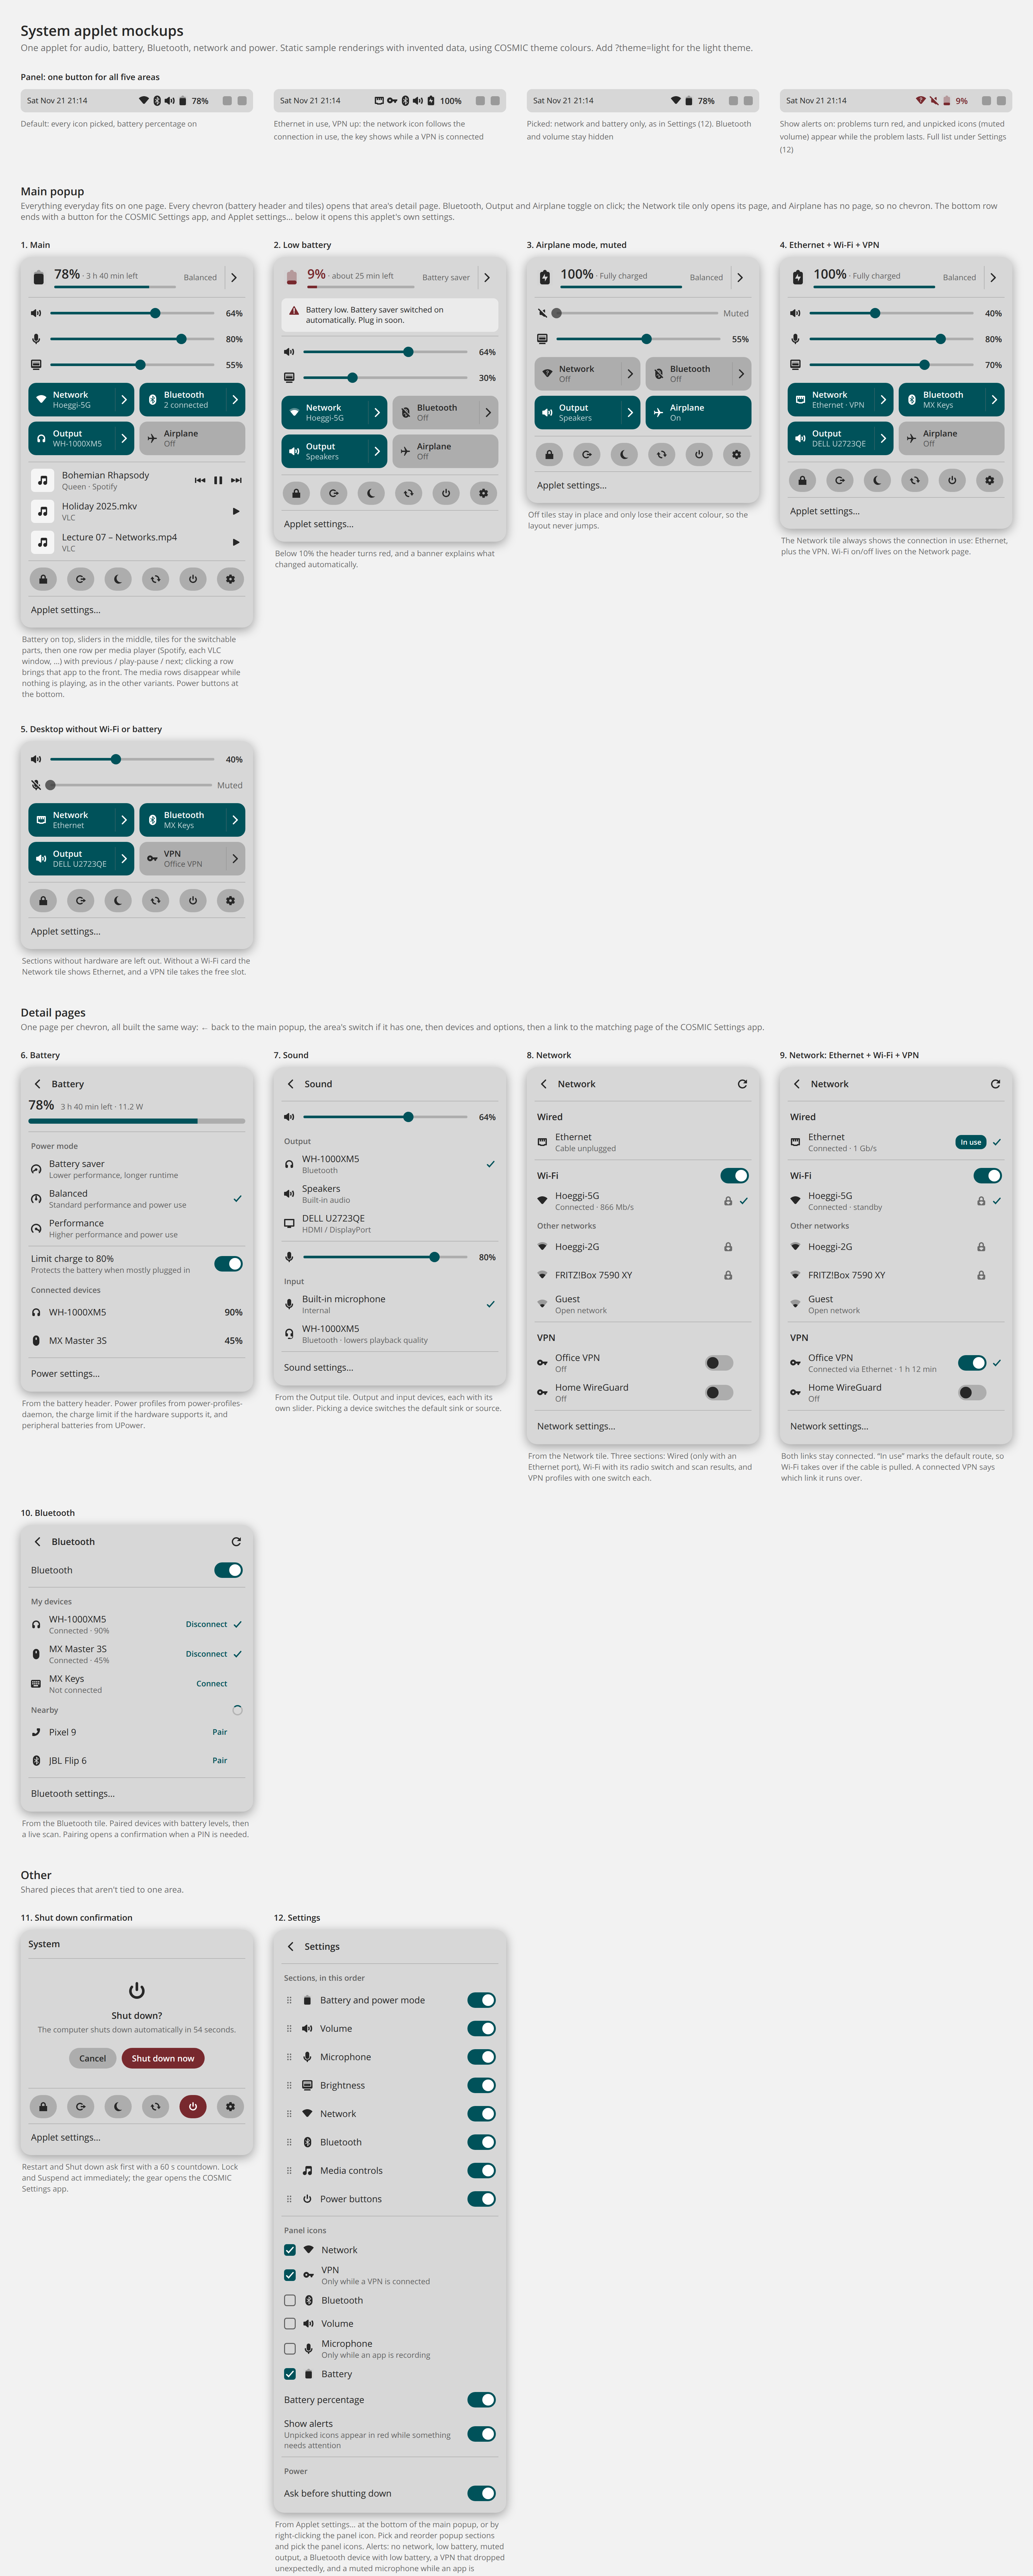 System applet mockups
One applet for audio, battery, Bluetooth, network and power. Static sample renderings with invented data, using COSMIC theme colours. Add ?theme=light for the light theme.
Panel: one button for all five areas
Sat Nov 21 21:14 78%
Default: every icon picked, battery percentage on
Sat Nov 21 21:14 100%
Ethernet in use, VPN up: the network icon follows the
connection in use, the key shows while a VPN is connected
Sat Nov 21 21:14 78%
Picked: network and battery only, as in Settings (12). Bluetooth
and volume stay hidden
Sat Nov 21 21:14 9%
Show alerts on: problems turn red, and unpicked icons (muted
volume) appear while the problem lasts. Full list under Settings
(12)
Main popup
Everything everyday fits on one page. Every chevron (battery header and tiles) opens that area's detail page. Bluetooth, Output and Airplane toggle on click; the Network tile only opens its page, and Airplane has no page, so no chevron. The bottom row
ends with a button for the COSMIC Settings app, and Applet settings... below it opens this applet's own settings.
1. Main
78% · 3 h 40 min left Balanced
64%
80%
55%
Network
Hoeggi-5G
Bluetooth
2 connected
Output
WH-1000XM5
Airplane
Off
Bohemian Rhapsody
Queen · Spotify
Holiday 2025.mkv
VLC
Lecture 07 – Networks.mp4
VLC
Applet settings...
Battery on top, sliders in the middle, tiles for the switchable
parts, then one row per media player (Spotify, each VLC
window, ...) with previous / play-pause / next; clicking a row
brings that app to the front. The media rows disappear while
nothing is playing, as in the other variants. Power buttons at
the bottom.
2. Low battery
9% · about 25 min left Battery saver
Battery low. Battery saver switched on
automatically. Plug in soon.
64%
30%
Network
Hoeggi-5G
Bluetooth
Off
Output
Speakers
Airplane
Off
Applet settings...
Below 10% the header turns red, and a banner explains what
changed automatically.
3. Airplane mode, muted
100% · Fully charged Balanced
Muted
55%
Network
Off
Bluetooth
Off
Output
Speakers
Airplane
On
Applet settings...
Off tiles stay in place and only lose their accent colour, so the
layout never jumps.
4. Ethernet + Wi-Fi + VPN
100% · Fully charged Balanced
40%
80%
70%
Network
Ethernet · VPN
Bluetooth
MX Keys
Output
DELL U2723QE
Airplane
Off
Applet settings...
The Network tile always shows the connection in use: Ethernet,
plus the VPN. Wi-Fi on/off lives on the Network page.
5. Desktop without Wi-Fi or battery
40%
Muted
Network
Ethernet
Bluetooth
MX Keys
Output
DELL U2723QE
VPN
Office VPN
Applet settings...
Sections without hardware are left out. Without a Wi-Fi card the
Network tile shows Ethernet, and a VPN tile takes the free slot.
Detail pages
One page per chevron, all built the same way: ← back to the main popup, the area's switch if it has one, then devices and options, then a link to the matching page of the COSMIC Settings app.
6. Battery
Battery
78% 3 h 40 min left · 11.2 W
Power mode
Battery saver
Lower performance, longer runtime
Balanced
Standard performance and power use
Performance
Higher performance and power use
Limit charge to 80%
Protects the battery when mostly plugged in
Connected devices
WH-1000XM5 90%
MX Master 3S 45%
Power settings...
From the battery header. Power profiles from power-profiles-
daemon, the charge limit if the hardware supports it, and
peripheral batteries from UPower.
7. Sound
Sound
64%
Output
WH-1000XM5
Bluetooth
Speakers
Built-in audio
DELL U2723QE
HDMI / DisplayPort
80%
Input
Built-in microphone
Internal
WH-1000XM5
Bluetooth · lowers playback quality
Sound settings...
From the Output tile. Output and input devices, each with its
own slider. Picking a device switches the default sink or source.
8. Network
Network
Wired
Ethernet
Cable unplugged
Wi-Fi
Hoeggi-5G
Connected · 866 Mb/s
Other networks
Hoeggi-2G
FRITZ!Box 7590 XY
Guest
Open network
VPN
Office VPN
Off
Home WireGuard
Off
Network settings...
From the Network tile. Three sections: Wired (only with an
Ethernet port), Wi-Fi with its radio switch and scan results, and
VPN profiles with one switch each.
9. Network: Ethernet + Wi-Fi + VPN
Network
Wired
Ethernet
Connected · 1 Gb/s
In use
Wi-Fi
Hoeggi-5G
Connected · standby
Other networks
Hoeggi-2G
FRITZ!Box 7590 XY
Guest
Open network
VPN
Office VPN
Connected via Ethernet · 1 h 12 min
Home WireGuard
Off
Network settings...
Both links stay connected. “In use” marks the default route, so
Wi-Fi takes over if the cable is pulled. A connected VPN says
which link it runs over.
10. Bluetooth
Bluetooth
Bluetooth
My devices
WH-1000XM5
Connected · 90%
Disconnect
MX Master 3S
Connected · 45%
Disconnect
MX Keys
Not connected
Connect
Nearby
Pixel 9 Pair
JBL Flip 6 Pair
Bluetooth settings...
From the Bluetooth tile. Paired devices with battery levels, then
a live scan. Pairing opens a confirmation when a PIN is needed.
Other
Shared pieces that aren't tied to one area.
11. Shut down confirmation
System
Shut down?
The computer shuts down automatically in 54 seconds.
Cancel Shut down now
Applet settings...
Restart and Shut down ask first with a 60 s countdown. Lock
and Suspend act immediately; the gear opens the COSMIC
Settings app.
12. Settings
Settings
Sections, in this order
Battery and power mode
Volume
Microphone
Brightness
Network
Bluetooth
Media controls
Power buttons
Panel icons
Network
VPN
Only while a VPN is connected
Bluetooth
Volume
Microphone
Only while an app is recording
Battery
Battery percentage
Show alerts
Unpicked icons appear in red while something
needs attention
Power
Ask before shutting down
From Applet settings... at the bottom of the main popup, or by
right-clicking the panel icon. Pick and reorder popup sections
and pick the panel icons. Alerts: no network, low battery, muted
output, a Bluetooth device with low battery, a VPN that dropped
unexpectedly, and a muted microphone while an app is